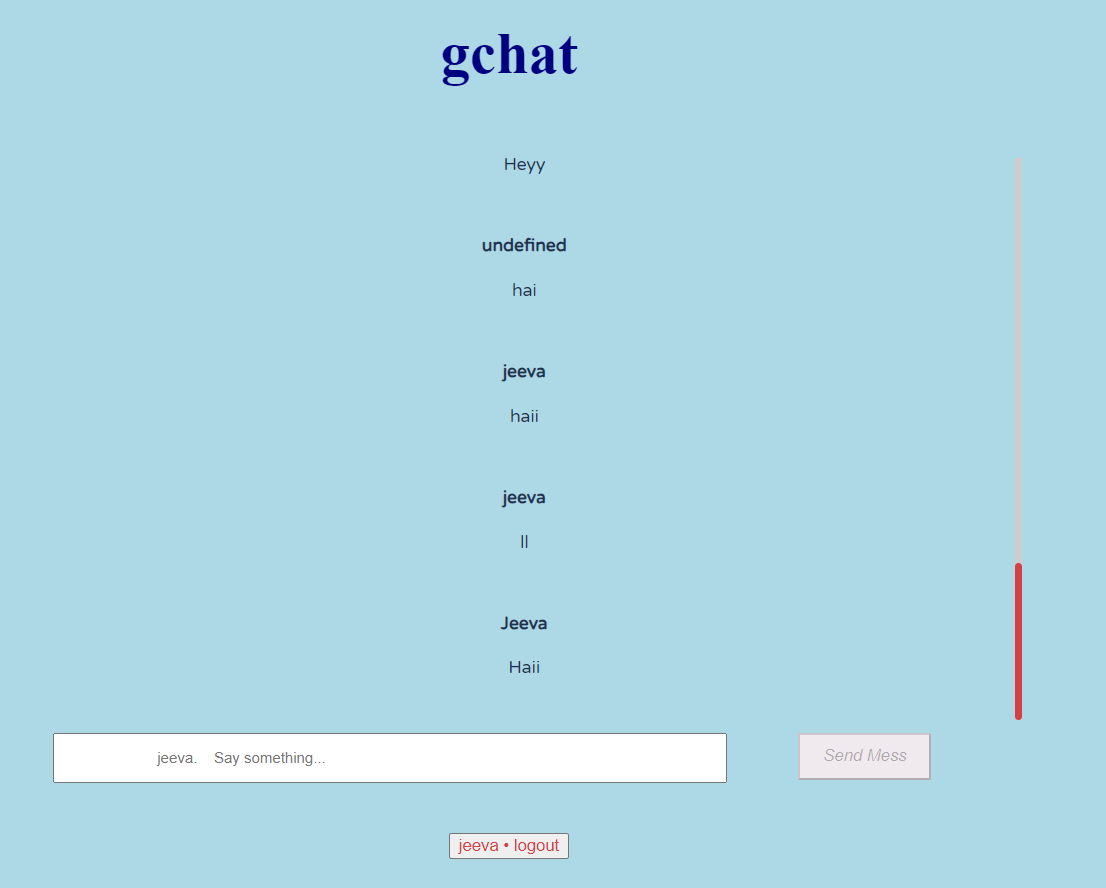 gchat
Heyy
undefined
hai
jeeva
haii
jeeva
ll
Jeeva
Haii
jeeva. Say something...
Send Mess
jeeva • logout